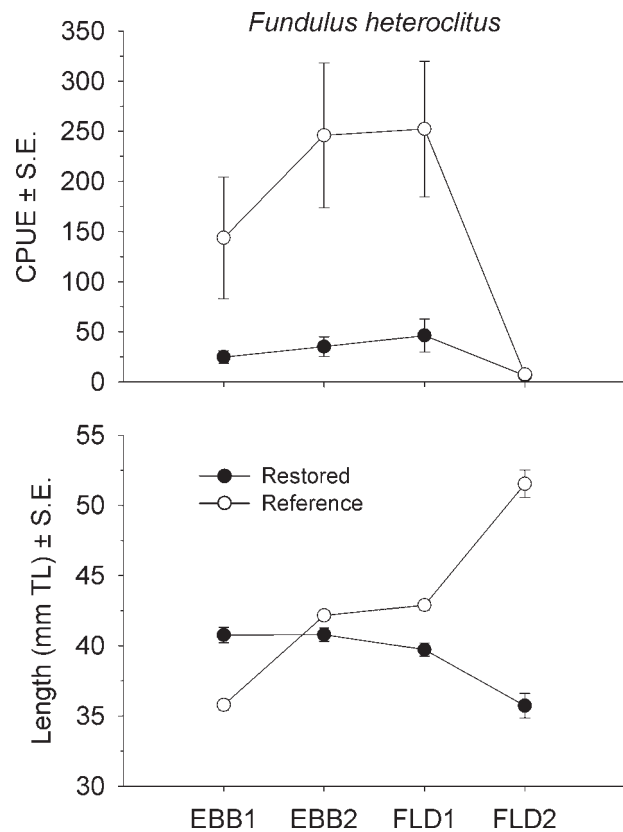 Fundulus heteroclitus
CPUE ± S.E.
350
300
250
200
150
100
50
0
Length (mm TL) ± S.E.
55
50
45
40
35
30
Restored
Reference
EBB1 EBB2 FLD1 FLD2